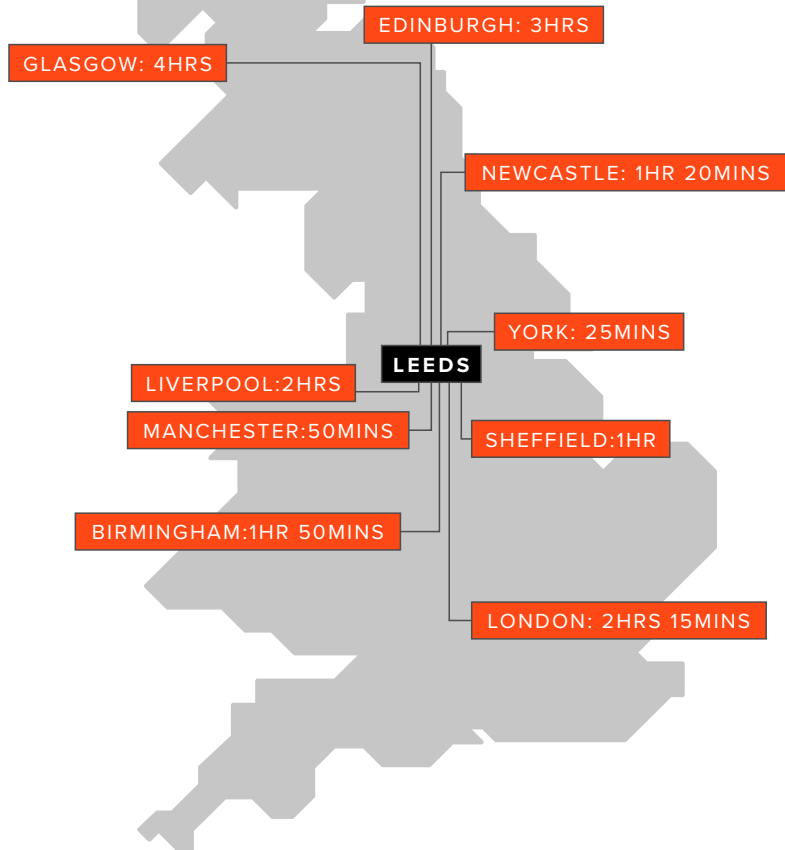 EDINBURGH: 3HRS
GLASGOW: 4HRS
NEWCASTLE: 1HR 20MINS
YORK: 25MINS
LEEDS
LIVERPOOL:2HRS
MANCHESTER:50MINS
SHEFFIELD:1HR
BIRMINGHAM:1HR 50MINS
LONDON: 2HRS 15MINS